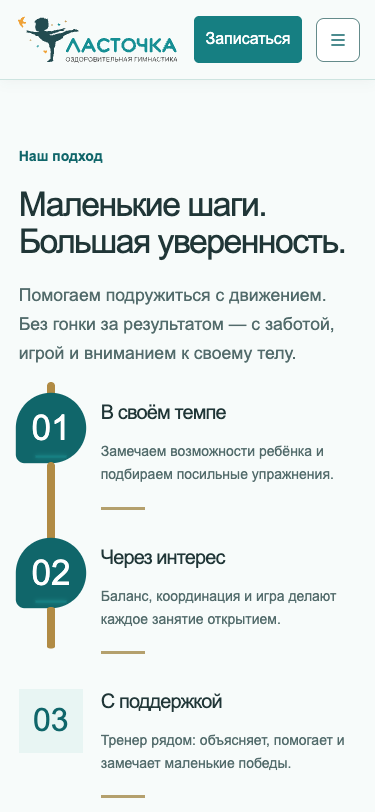 ЛАСТОЧКА
ОЗДОРОВИТЕЛЬНАЯ ГИМНАСТИКА
Записаться
Наш подход
Маленькие шаги.
Большая уверенность.
Помогаем подружиться с движением.
Без гонки за результатом — с заботой,
игрой и вниманием к своему телу.
01
В своём темпе
Замечаем возможности ребёнка и
подбираем посильные упражнения.
02
Через интерес
Баланс, координация и игра делают
каждое занятие открытием.
03
С поддержкой
Тренер рядом: объясняет, помогает и
замечает маленькие победы.